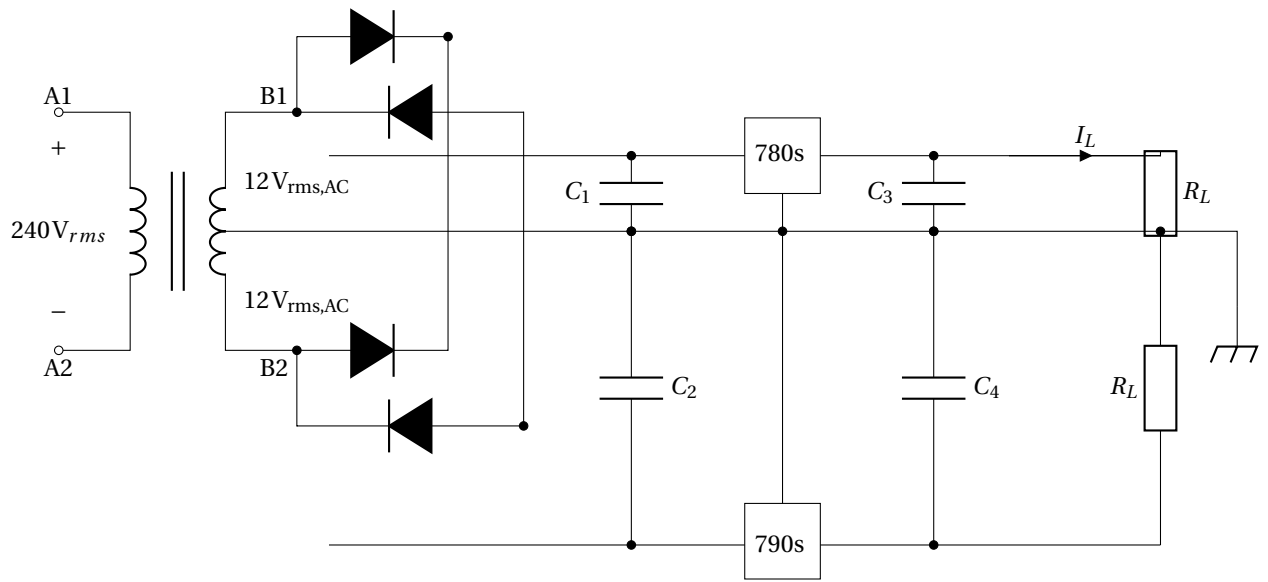 A1
B1
+
780s
I_L
12V_rms,AC
C_1
C_3
R_L
240V_rms
12V_rms,AC
−
A2
B2
C_2
C_4
R_L
790s